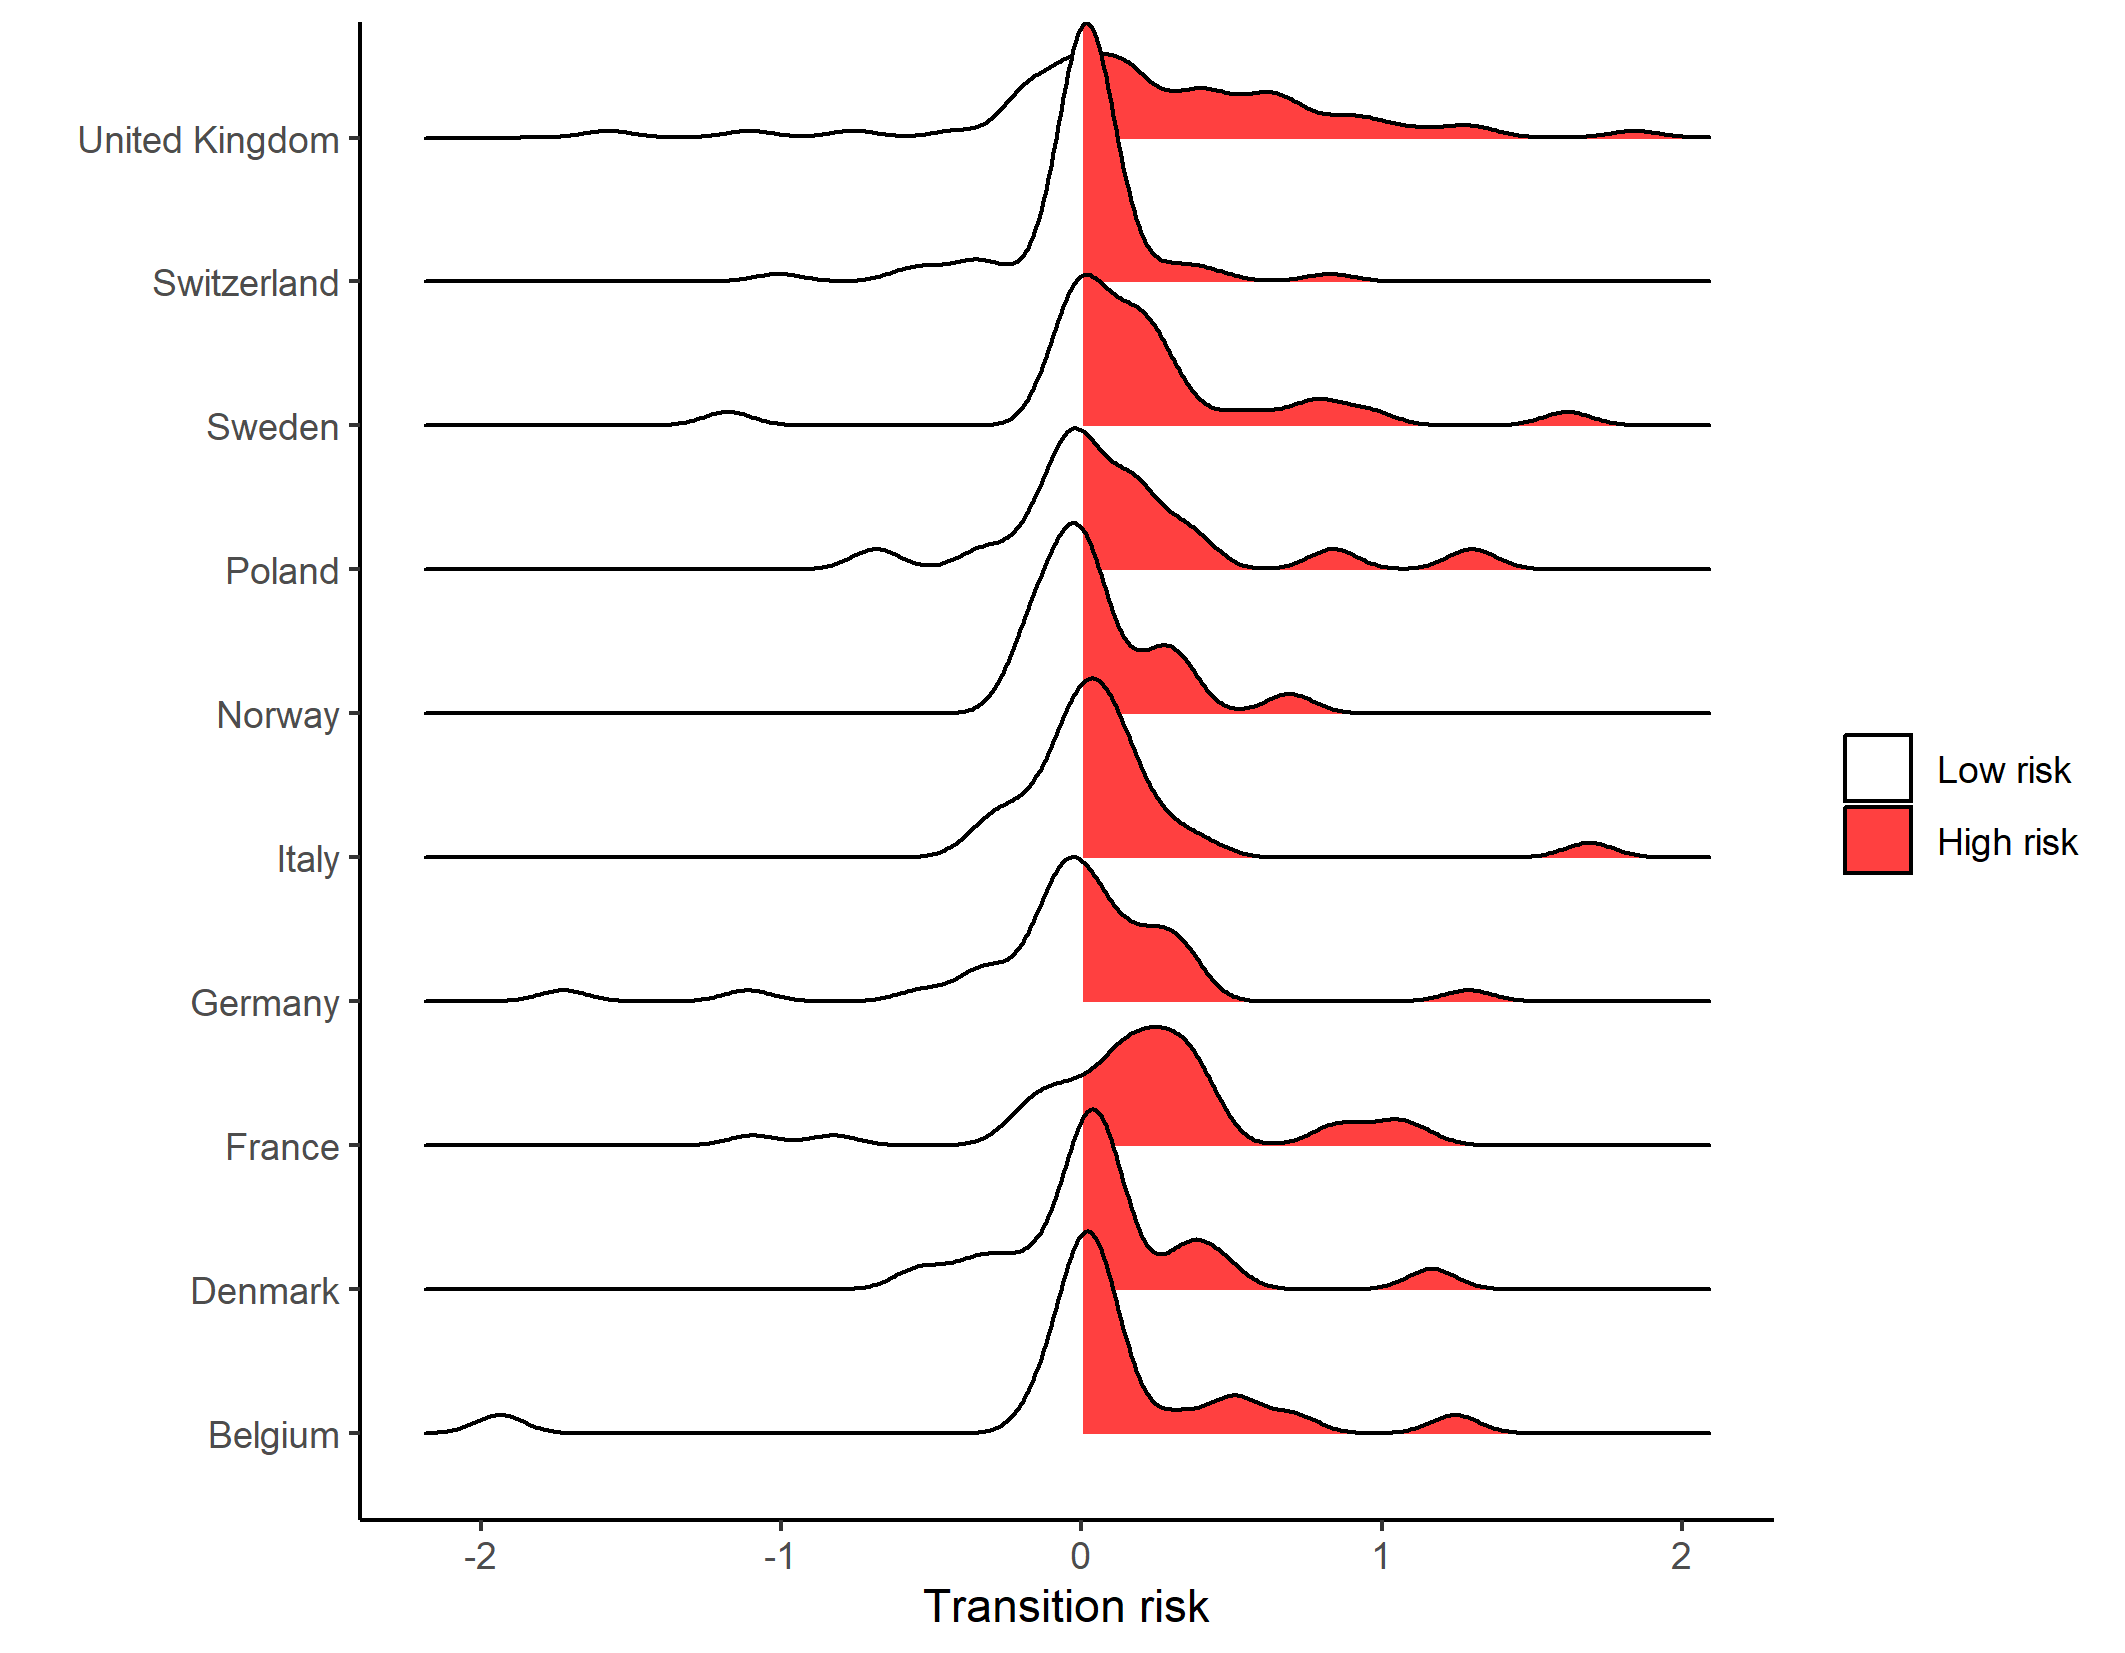 United Kingdom
Switzerland
Sweden
Poland
Norway
Italy
Germany
France
Denmark
Belgium
-2 -1 0 1 2
Transition risk
Low risk
High risk